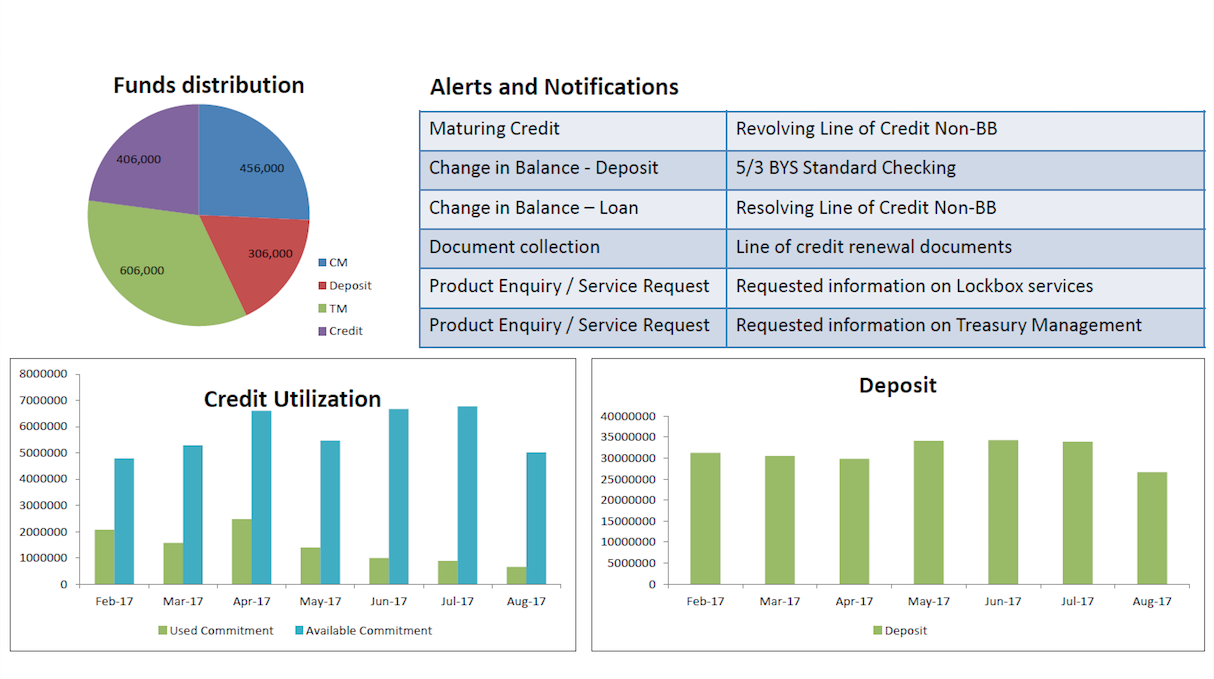 Funds distribution
406,000
456,000
306,000
606,000
CM
Deposit
TM
Credit
Alerts and Notifications
Maturing Credit Revolving Line of Credit Non-BB
Change in Balance - Deposit 5/3 BYS Standard Checking
Change in Balance – Loan Resolving Line of Credit Non-BB
Document collection Line of credit renewal documents
Product Enquiry / Service Request Requested information on Lockbox services
Product Enquiry / Service Request Requested information on Treasury Management
Credit Utilization
8000000
7000000
6000000
5000000
4000000
3000000
2000000
1000000
0
Feb-17 Mar-17 Apr-17 May-17 Jun-17 Jul-17 Aug-17
Used Commitment Available Commitment
Deposit
40000000
35000000
30000000
25000000
20000000
15000000
10000000
5000000
0
Feb-17 Mar-17 Apr-17 May-17 Jun-17 Jul-17 Aug-17
Deposit